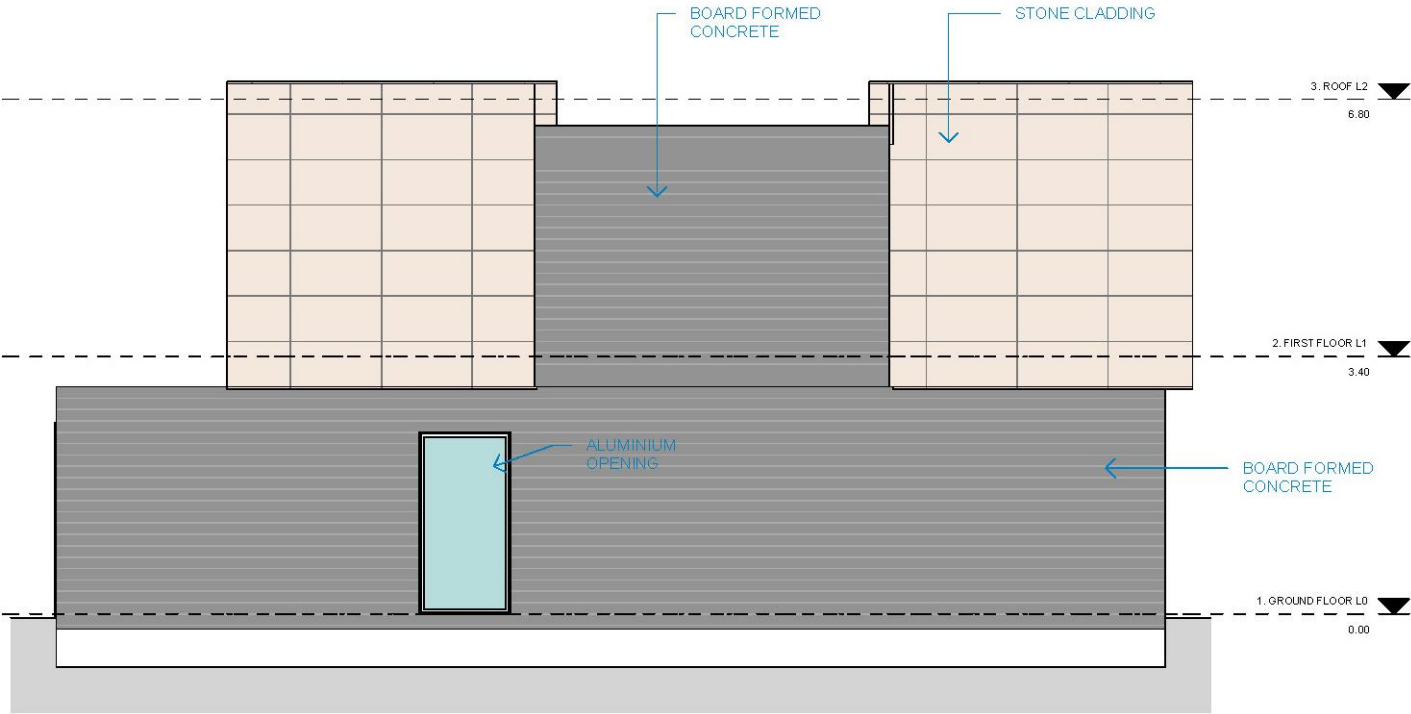 BOARD FORMED
CONCRETE
STONE CLADDING
3. ROOF L2
6.80
2. FIRST FLOOR L1
3.40
ALUMINIUM
OPENING
BOARD FORMED
CONCRETE
1. GROUND FLOOR L0
0.00